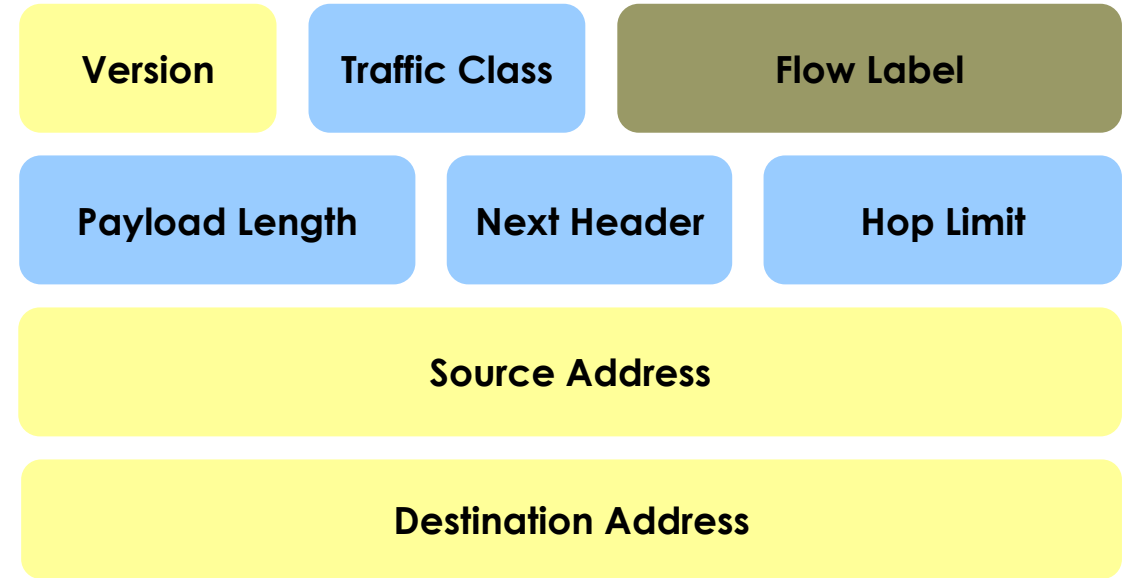 Version
Traffic Class
Flow Label
Payload Length
Next Header
Hop Limit
Source Address
Destination Address